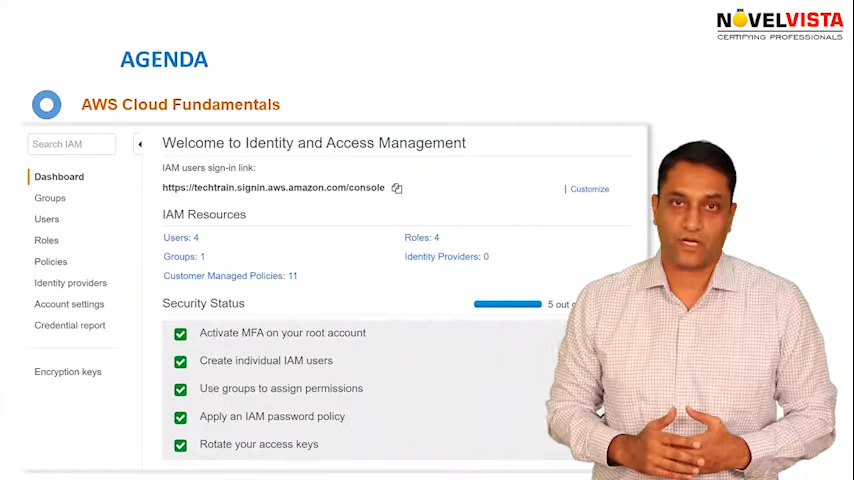 NOVELVISTA
CERTIFYING PROFESSIONALS
AGENDA
AWS Cloud Fundamentals
Search IAM
Dashboard
Groups
Users
Roles
Policies
Identity providers
Account settings
Credential report
Encryption keys
Welcome to Identity and Access Management
IAM users sign-in link:
https://techtrain.signin.aws.amazon.com/console
| Customize
IAM Resources
Users: 4 Roles: 4
Groups: 1 Identity Providers: 0
Customer Managed Policies: 11
Security Status 5 out
Activate MFA on your root account
Create individual IAM users
Use groups to assign permissions
Apply an IAM password policy
Rotate your access keys